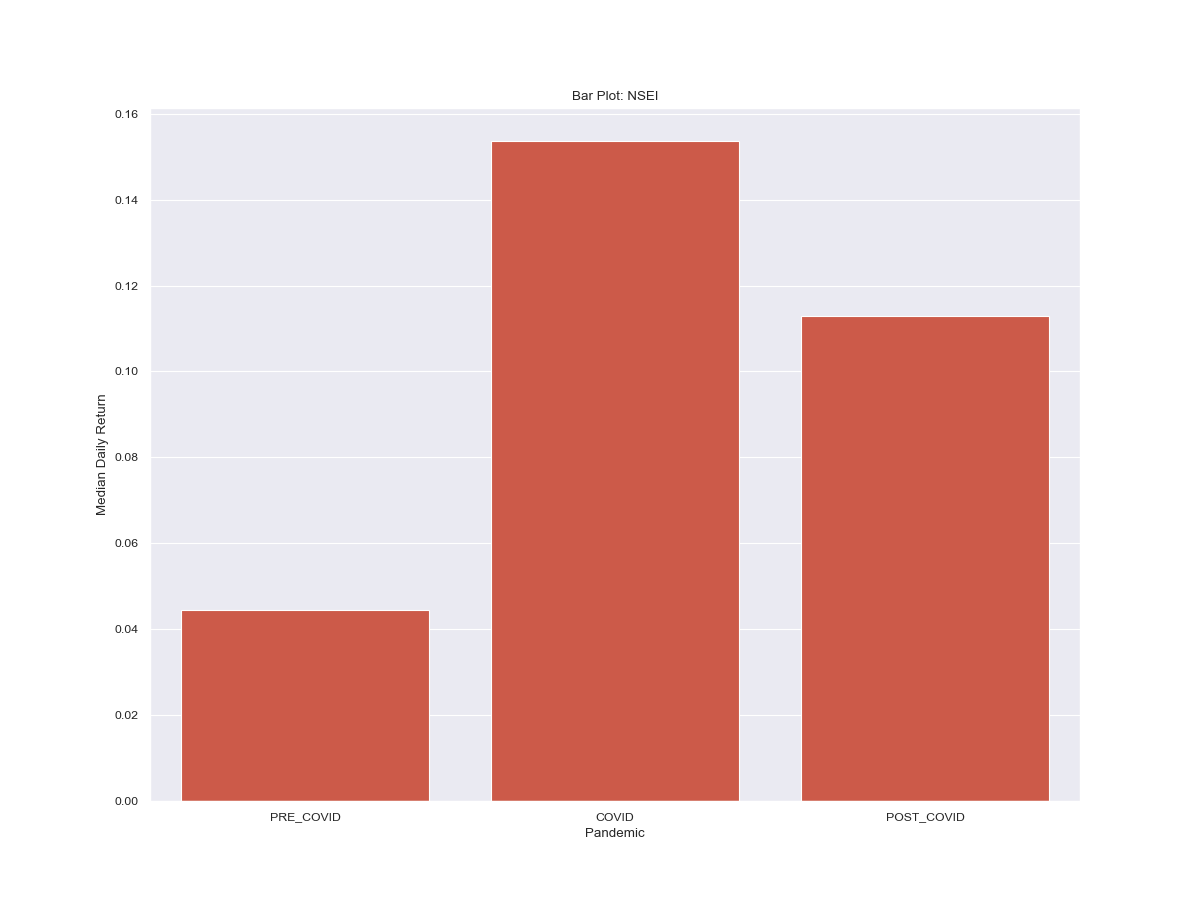 Bar Plot: NSEI
0.16
0.14
0.12
0.10
0.08
0.06
0.04
0.02
0.00
Median Daily Return
PRE_COVID COVID POST_COVID
Pandemic